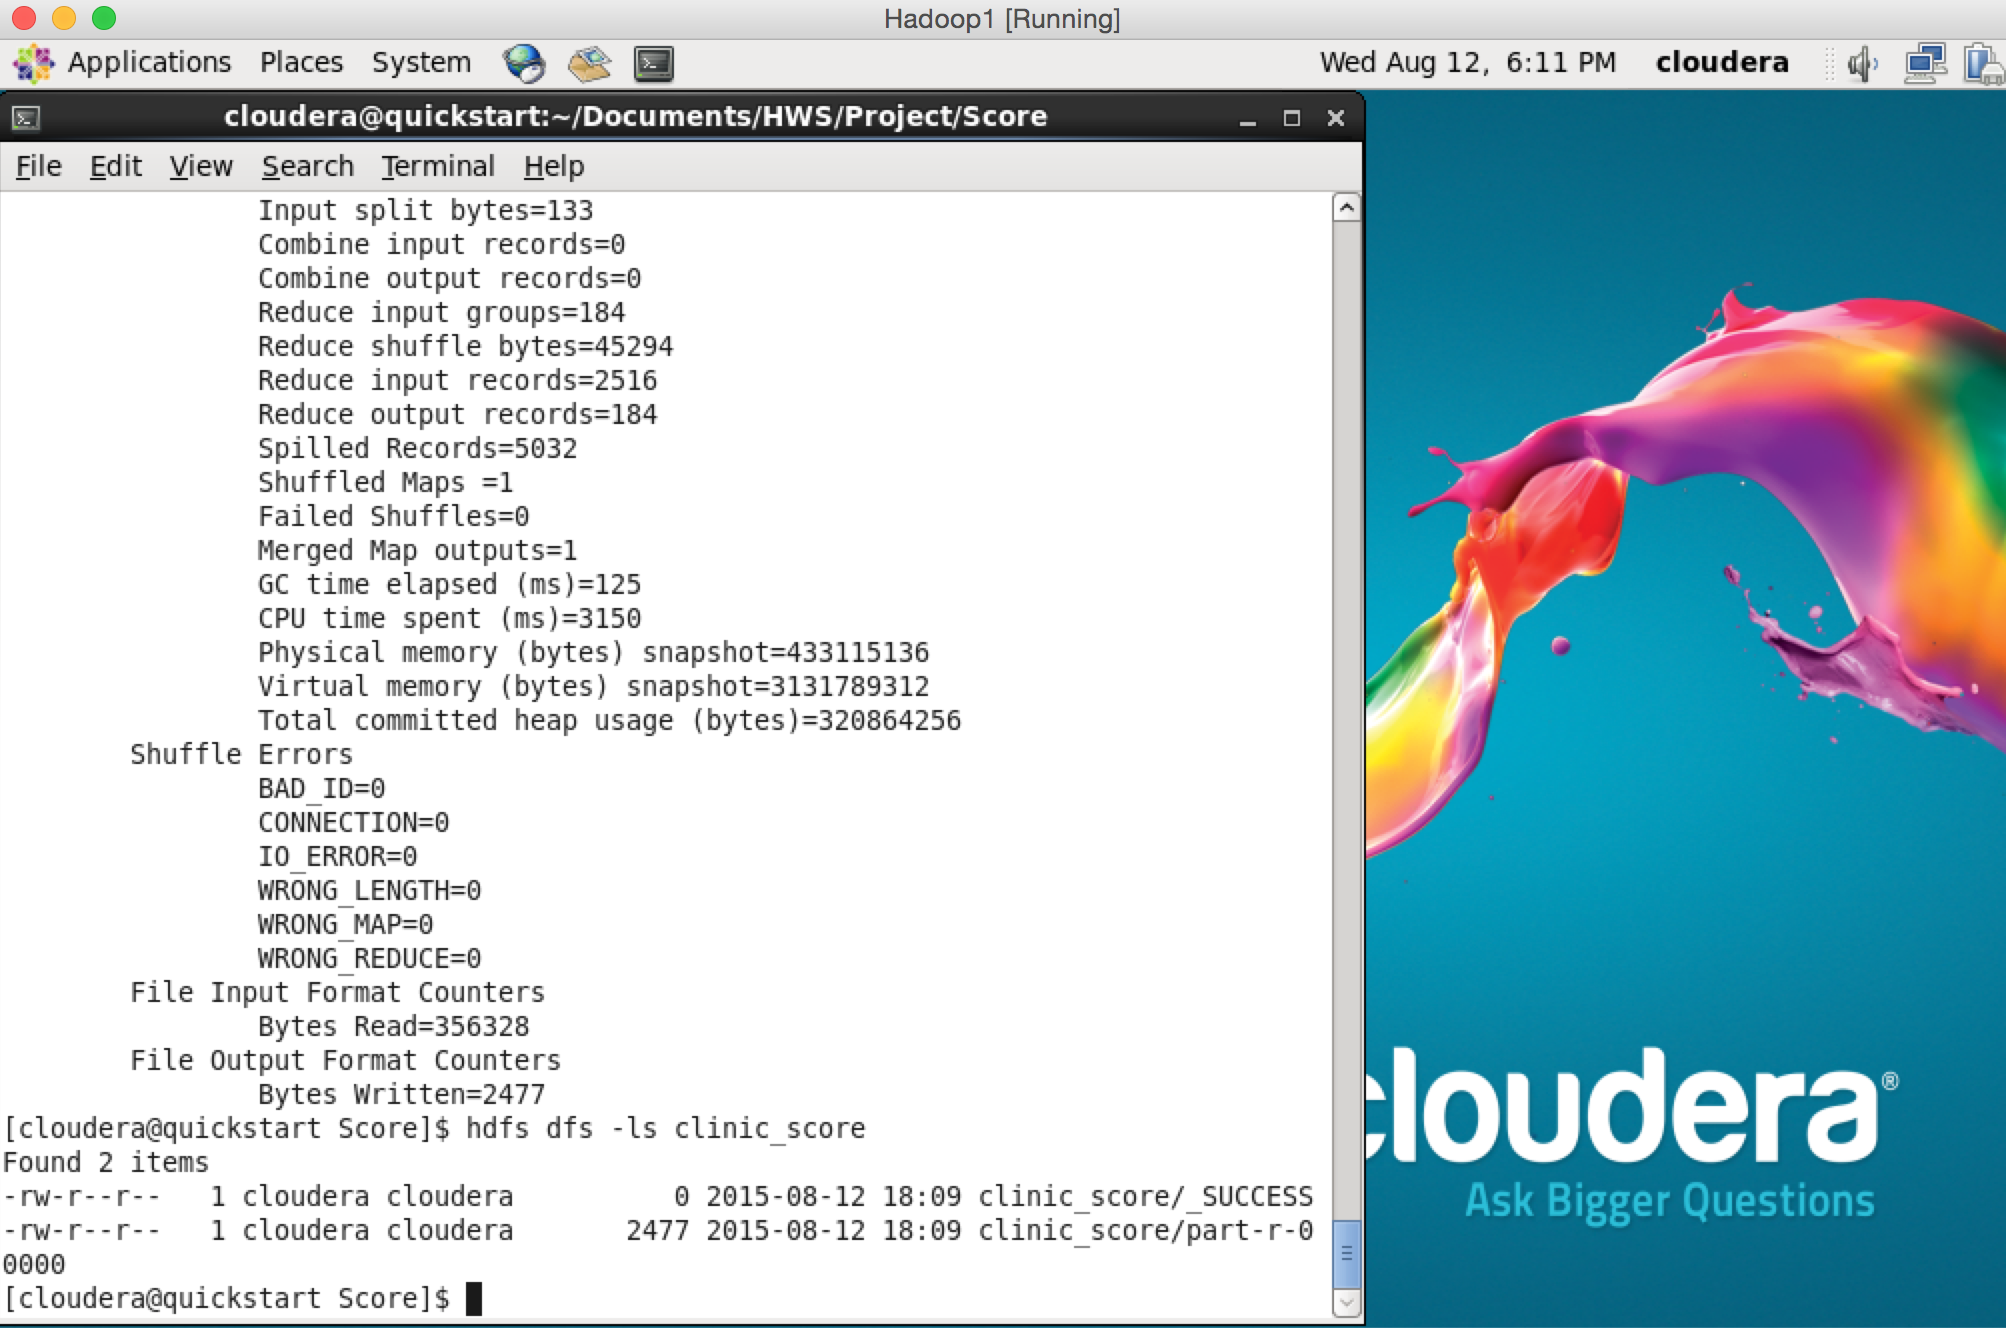 Hadoop1 [Running]
Applications Places System Wed Aug 12, 6:11 PM cloudera
cloudera@quickstart:~/Documents/HWS/Project/Score
File Edit View Search Terminal Help
Input split bytes=133
Combine input records=0
Combine output records=0
Reduce input groups=184
Reduce shuffle bytes=45294
Reduce input records=2516
Reduce output records=184
Spilled Records=5032
Shuffled Maps =1
Failed Shuffles=0
Merged Map outputs=1
GC time elapsed (ms)=125
CPU time spent (ms)=3150
Physical memory (bytes) snapshot=433115136
Virtual memory (bytes) snapshot=3131789312
Total committed heap usage (bytes)=320864256
Shuffle Errors
BAD_ID=0
CONNECTION=0
IO_ERROR=0
WRONG_LENGTH=0
WRONG_MAP=0
WRONG_REDUCE=0
File Input Format Counters
Bytes Read=356328
File Output Format Counters
Bytes Written=2477
[cloudera@quickstart Score]$ hdfs dfs -ls clinic_score
Found 2 items
-rw-r--r--   1 cloudera cloudera          0 2015-08-12 18:09 clinic_score/_SUCCESS
-rw-r--r--   1 cloudera cloudera       2477 2015-08-12 18:09 clinic_score/part-r-0
0000
[cloudera@quickstart Score]$
cloudera®
Ask Bigger Questions